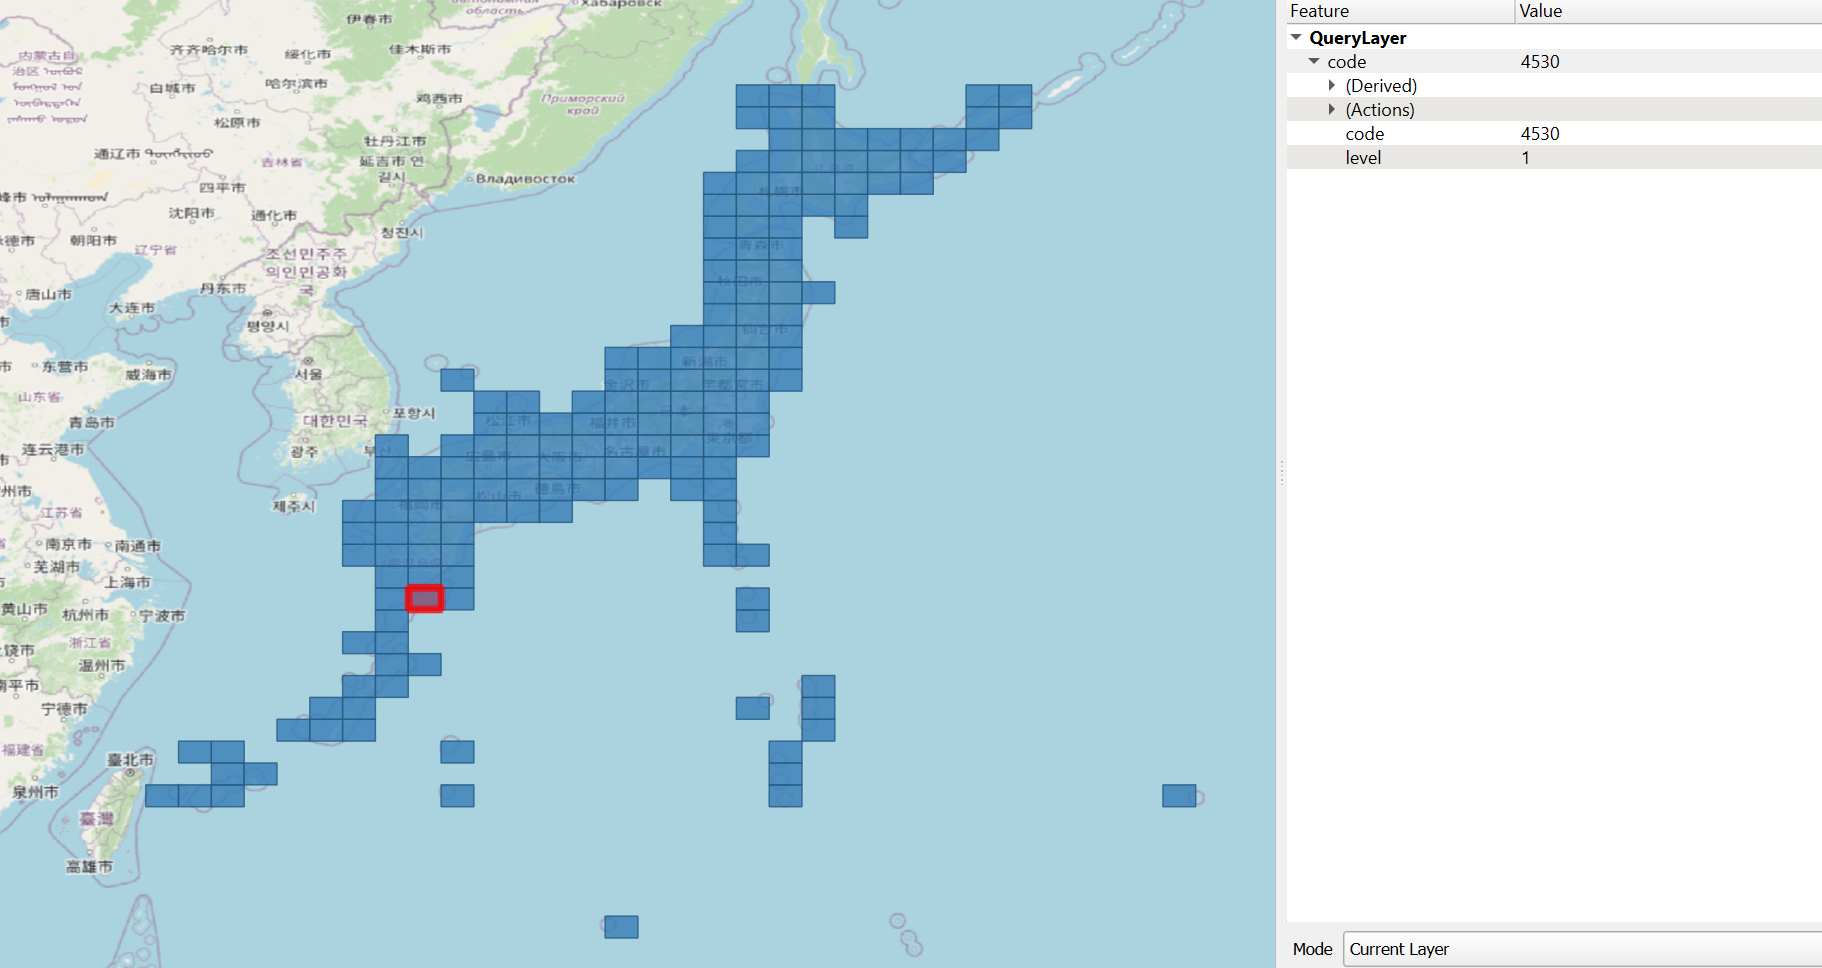 Хабаровск
область
伊春市
齐齐哈尔市
绥化市
佳木斯市
内蒙古自
治区
白城市
哈尔滨市
鸡西市
Приморский
край
松原市
牡丹江市
通辽市
吉林省
延吉市 연
길시
Владивосток
四平市
峰市
沈阳市
通化市
청진시
德市
朝阳市
辽宁省
조선민주주
의인민공화
국
唐山市
丹东市
大连市
평양시
东营市
威海市
서울
山东省
青岛市
대한민국
포항시
连云港市
광주
부산
州市
제주시
江苏省
南京市
南通市
芜湖市
上海市
黄山市
杭州市
宁波市
浙江省
饶市
温州市
南平市
宁德市
福建省
臺北市
泉州市
臺灣
高雄市
札幌市
青森市
秋田市
仙台市
新潟市
金沢市
宇都宮市
日本
松江市
福井市
東京都
広島市
大阪市
名古屋市
松山市
徳島市
福岡市
Feature Value
QueryLayer
code 4530
(Derived)
(Actions)
code 4530
level 1
Mode Current Layer